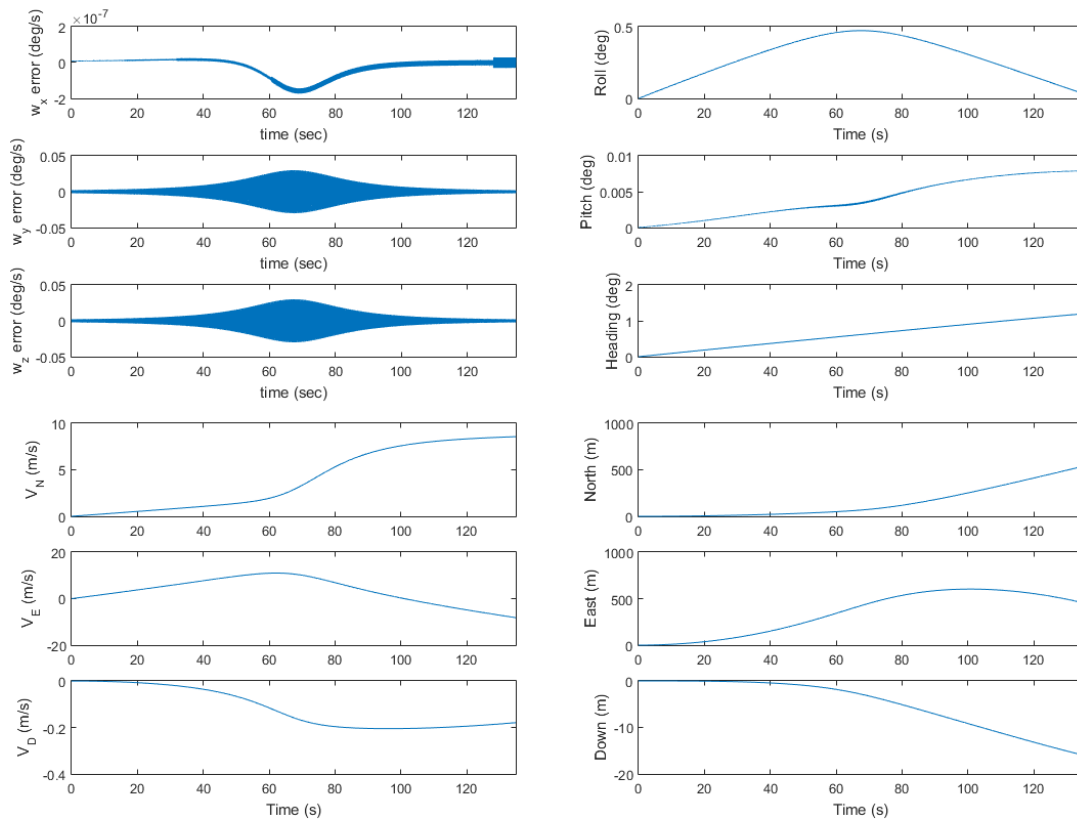 ×10⁻⁷
w_x error (deg/s)
2
0
-2
0 20 40 60 80 100 120
time (sec)
Roll (deg)
0.5
0
0 20 40 60 80 100 120
Time (s)
w_y error (deg/s)
0.05
0
-0.05
0 20 40 60 80 100 120
time (sec)
Pitch (deg)
0.01
0.005
0
0 20 40 60 80 100 120
Time (s)
w_z error (deg/s)
0.05
0
-0.05
0 20 40 60 80 100 120
time (sec)
Heading (deg)
2
1
0
0 20 40 60 80 100 120
Time (s)
V_N (m/s)
10
5
0
0 20 40 60 80 100 120
North (m)
1000
500
0
0 20 40 60 80 100 120
V_E (m/s)
20
0
-20
0 20 40 60 80 100 120
East (m)
1000
500
0
0 20 40 60 80 100 120
V_D (m/s)
0
-0.2
-0.4
0 20 40 60 80 100 120
Time (s)
Down (m)
0
-10
-20
0 20 40 60 80 100 120
Time (s)